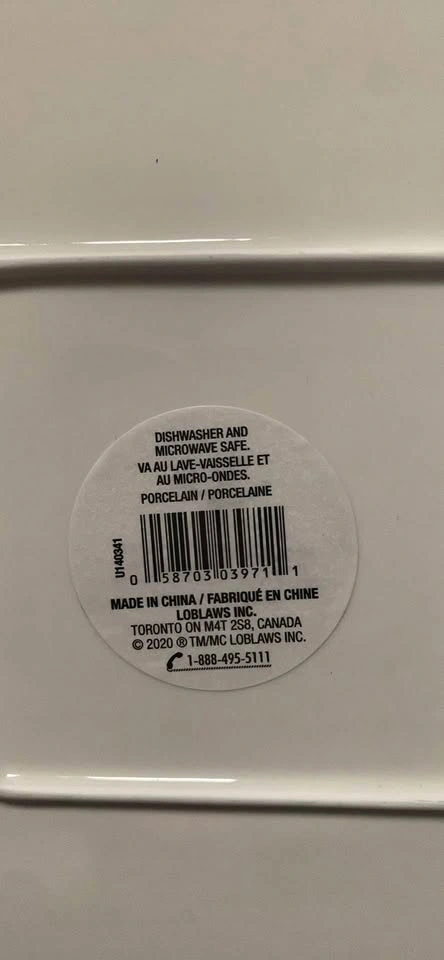 DISHWASHER AND
MICROWAVE SAFE.
VA AU LAVE-VAISSELLE ET
AU MICRO-ONDES.
PORCELAIN / PORCELAINE
U140341
0 58703 03971 1
MADE IN CHINA / FABRIQUÉ EN CHINE
LOBLAWS INC.
TORONTO ON M4T 2S8, CANADA
© 2020 ® TM/MC LOBLAWS INC.
1-888-495-5111